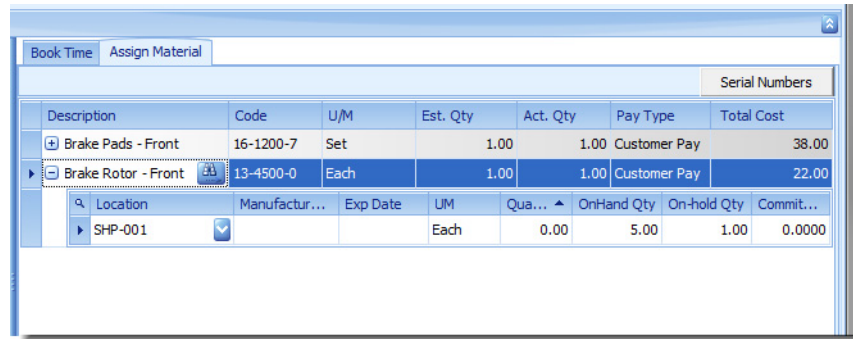 Book Time Assign Material
Serial Numbers
Description Code U/M Est. Qty Act. Qty Pay Type Total Cost
Brake Pads - Front 16-1200-7 Set 1.00 1.00 Customer Pay 38.00
Brake Rotor - Front 13-4500-0 Each 1.00 1.00 Customer Pay 22.00
Location Manufactur... Exp Date UM Qua... OnHand Qty On-hold Qty Commit...
SHP-001 Each 0.00 5.00 1.00 0.0000